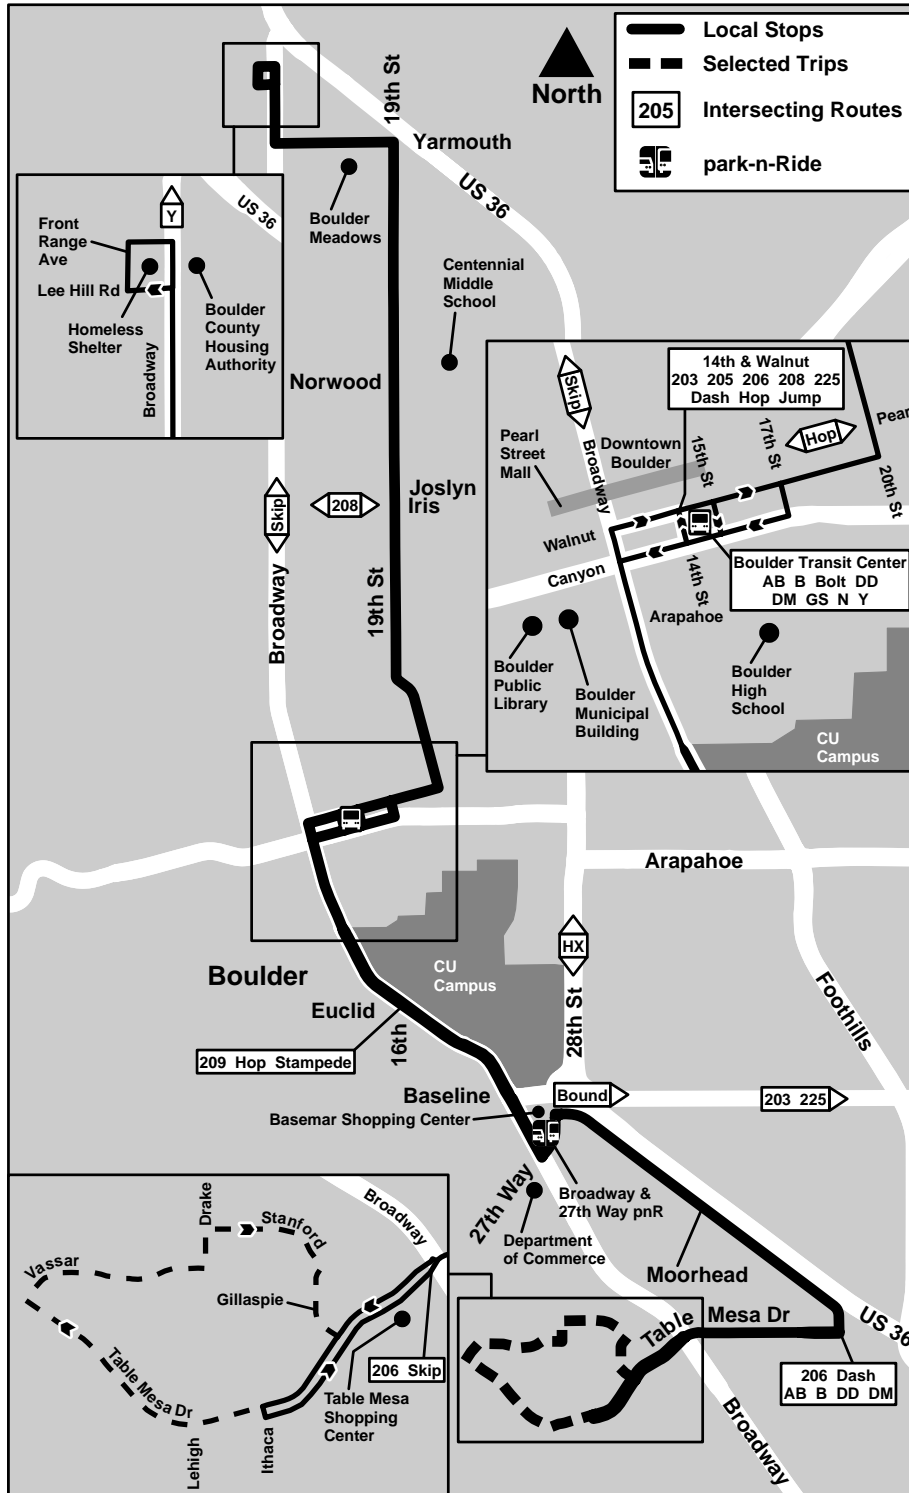 Local Stops
Selected Trips
205
Intersecting Routes
park-n-Ride
North
19th St
Yarmouth
US 36
Boulder
Meadows
Centennial
Middle
School
Y
US 36
Front
Range
Ave
Lee Hill Rd
Homeless
Shelter
Boulder
County
Housing
Authority
Broadway
Norwood
Skip
208
Joslyn
Iris
19th St
Broadway
Skip
14th & Walnut
203 205 206 208 225
Dash Hop Jump
Pearl
Street
Mall
Downtown
Boulder
Broadway
15th St
17th St
Hop
Pear
20th St
Walnut
Canyon
14th St
Boulder Transit Center
AB B Bolt DD
DM GS N Y
Arapahoe
Boulder
Public
Library
Boulder
Municipal
Building
Boulder
High
School
CU
Campus
Arapahoe
HX
28th St
Foothills
CU
Campus
Boulder
Euclid
16th
209 Hop Stampede
Baseline
Bound
203 225
Basemar Shopping Center
27th Way
Broadway &
27th Way pnR
Department
of Commerce
Moorhead
US 36
Table Mesa Dr
206 Dash
AB B DD DM
Broadway
Broadway
Drake
Stanford
Vassar
Gillaspie
Table Mesa Dr
Lehigh
Ithaca
206 Skip
Table Mesa
Shopping
Center